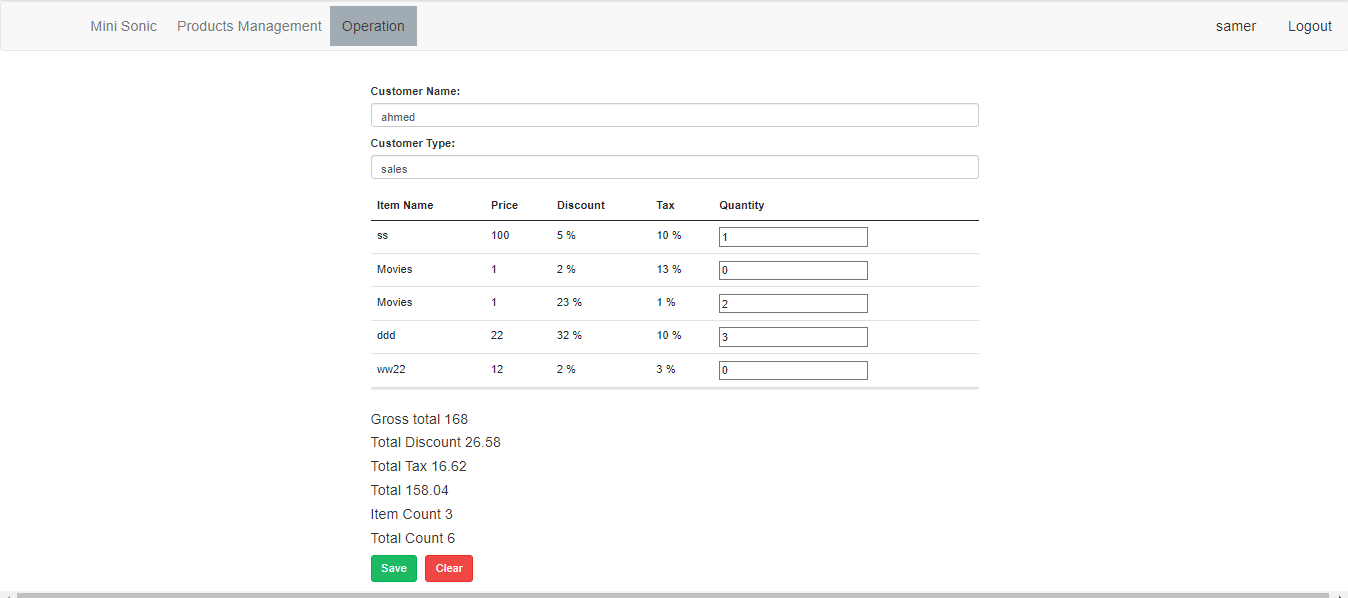 Mini Sonic Products Management Operation samer Logout
Customer Name:
ahmed
Customer Type:
sales
Item Name Price Discount Tax Quantity
ss 100 5 % 10 % 1
Movies 1 2 % 13 % 0
Movies 1 23 % 1 % 2
ddd 22 32 % 10 % 3
ww22 12 2 % 3 % 0
Gross total 168
Total Discount 26.58
Total Tax 16.62
Total 158.04
Item Count 3
Total Count 6
Save Clear